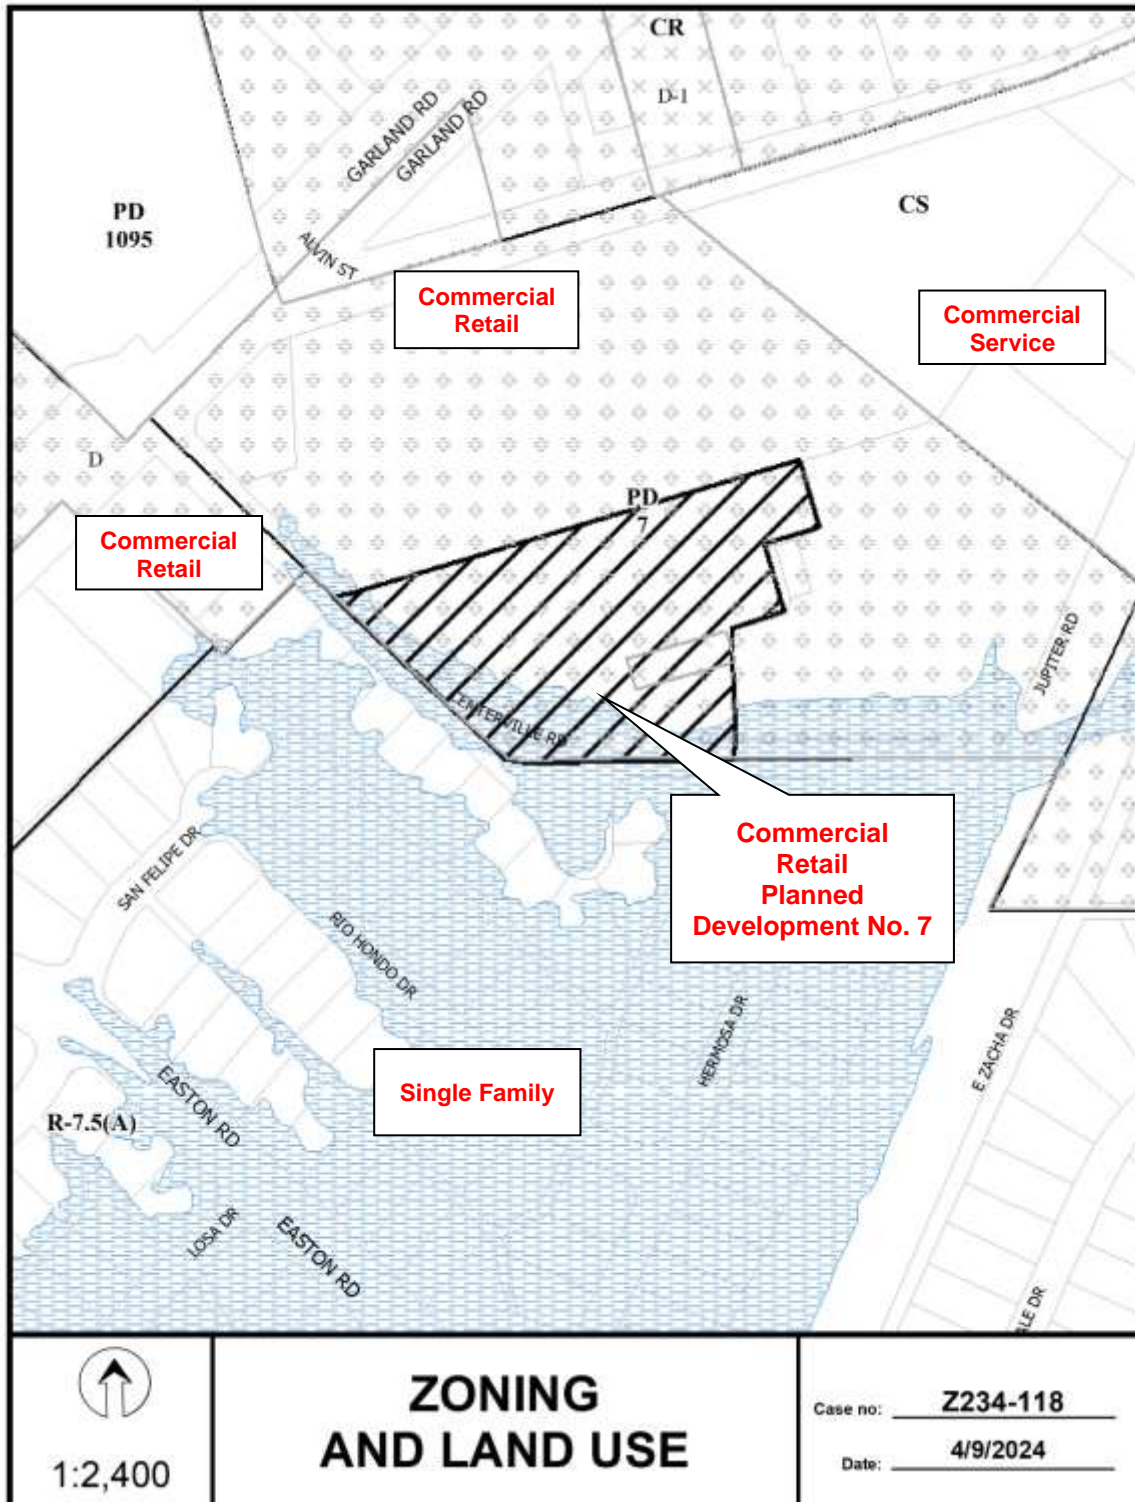 CR
D-1
GARLAND RD
GARLAND RD
PD
1095
CS
ALVIN ST
Commercial
Retail
Commercial
Service
D
PD
7
Commercial
Retail
JUPITER RD
CENTERVILLE RD
Commercial
Retail
Planned
Development No. 7
SAN FELIPE DR
RIO HONDO DR
HERMOSA DR
E ZACHA DR
Single Family
EASTON RD
R-7.5(A)
LOSA DR
EASTON RD
ALE DR
1:2,400
ZONING
AND LAND USE
Case no: Z234-118
Date: 4/9/2024